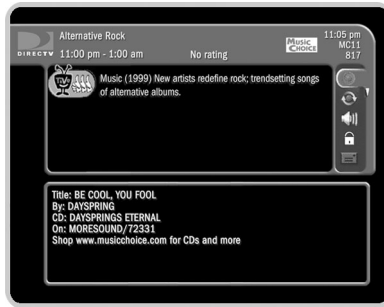 Alternative Rock
11:05 pm
DIRECTV
11:00 pm - 1:00 am
No rating
Music CHOICE
MC11
817
TiVo
Music (1999) New artists redefine rock; trendsetting songs
of alternative albums.
Title: BE COOL, YOU FOOL
By: DAYSPRING
CD: DAYSPRINGS ETERNAL
On: MORESOUND/72331
Shop www.musicchoice.com for CDs and more